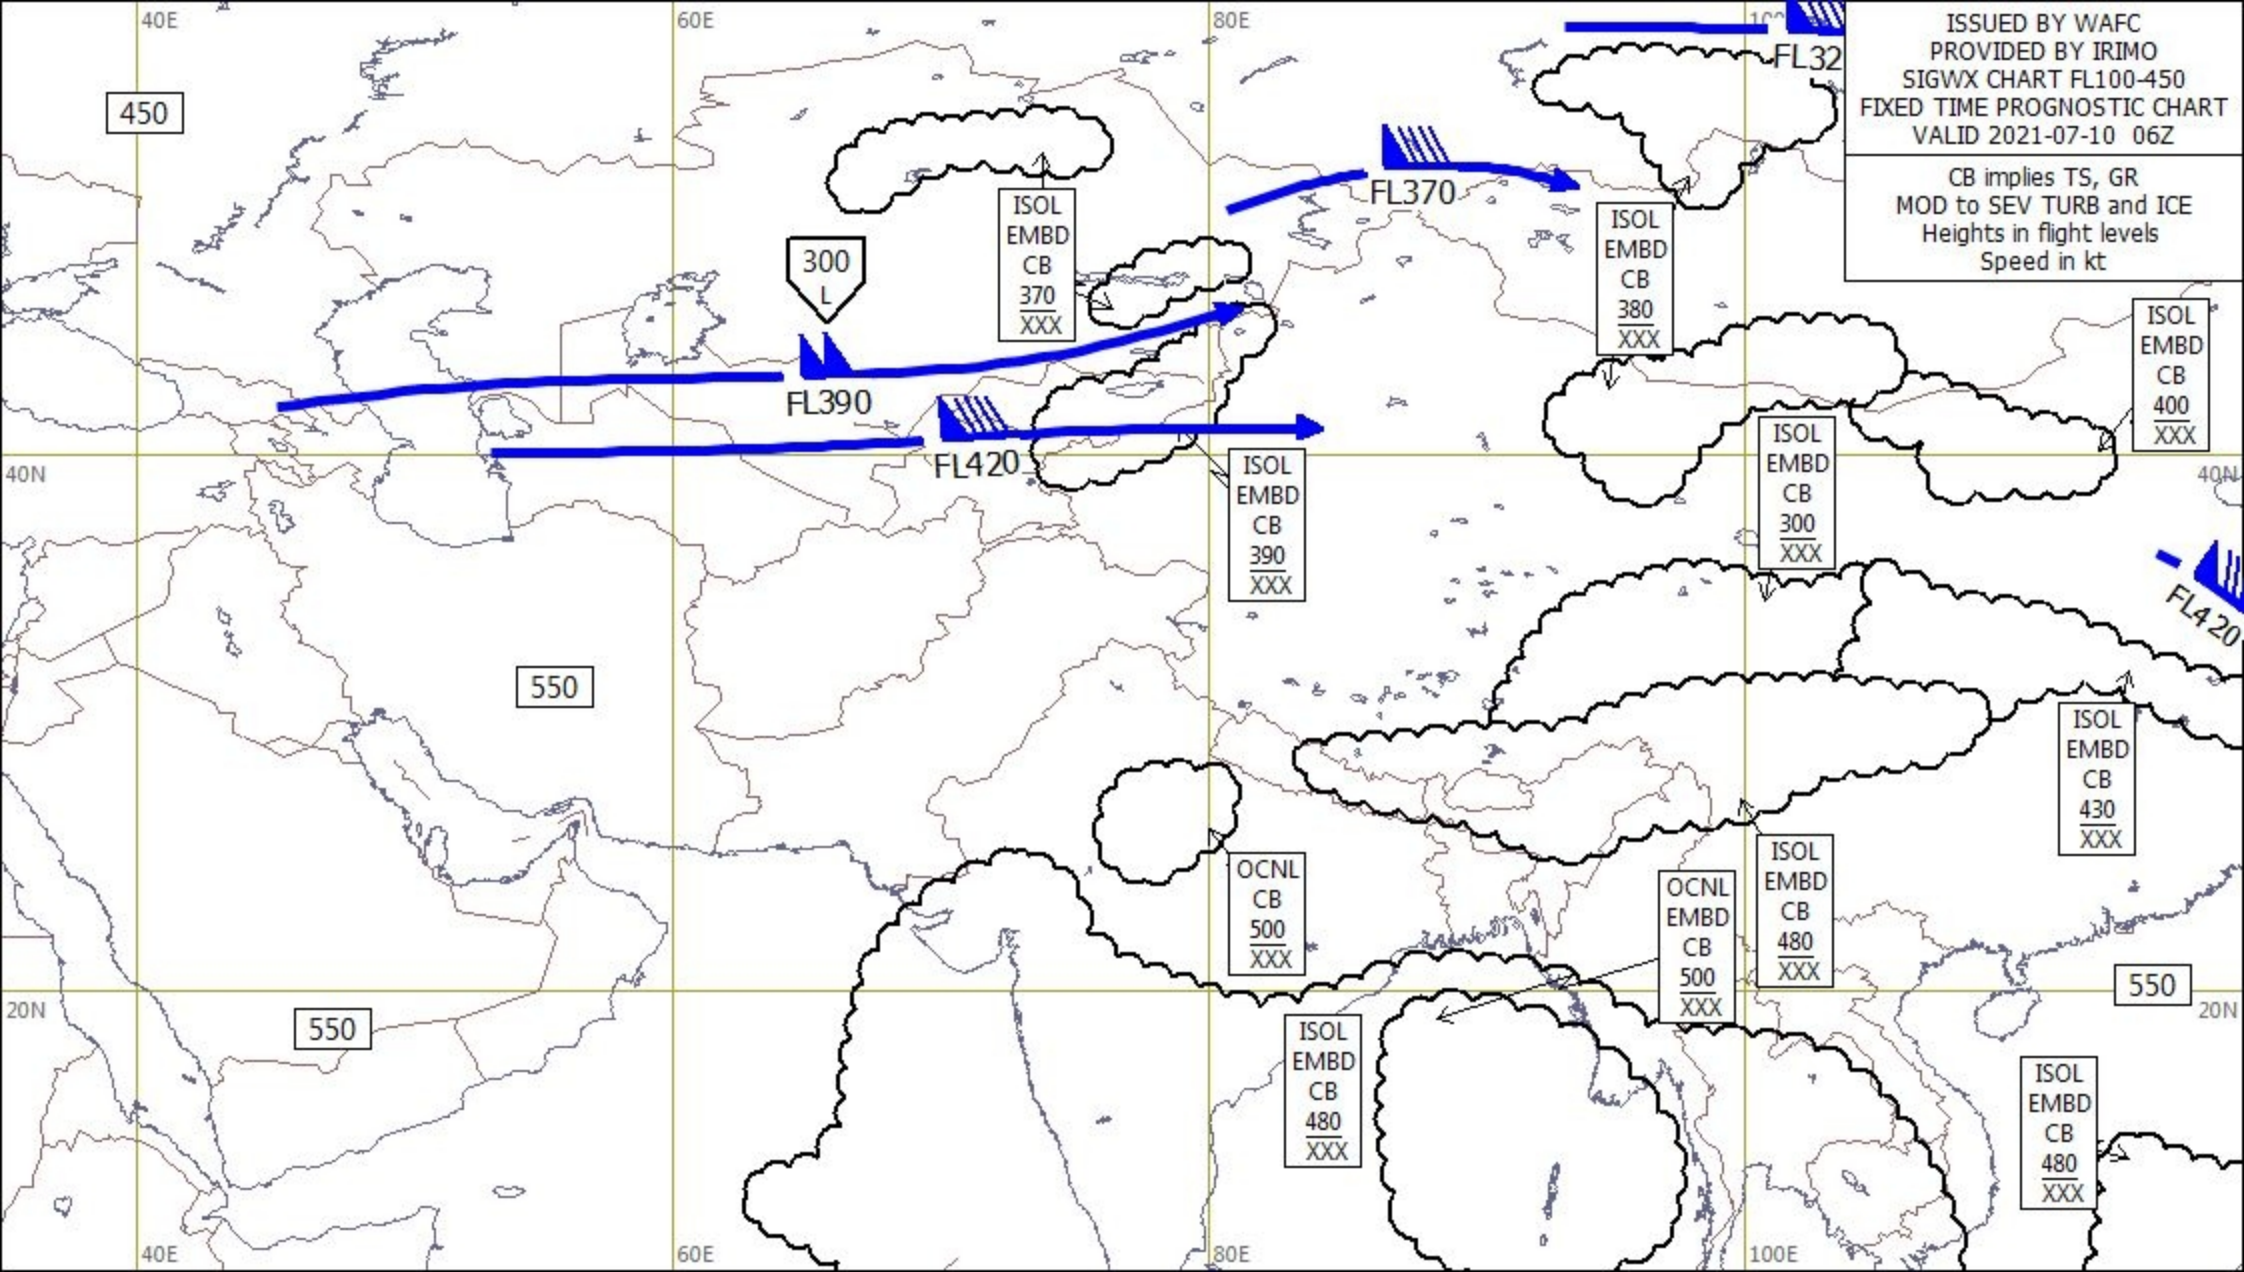 40E
60E
80E
100E
ISSUED BY WAFC
PROVIDED BY IRIMO
SIGWX CHART FL100-450
FIXED TIME PROGNOSTIC CHART
VALID 2021-07-10 06Z
CB implies TS, GR
MOD to SEV TURB and ICE
Heights in flight levels
Speed in kt
FL32
450
FL370
ISOL
EMBD
CB
370
XXX
ISOL
EMBD
CB
380
XXX
300
L
ISOL
EMBD
CB
400
XXX
FL390
FL420
40N
40N
ISOL
EMBD
CB
390
XXX
ISOL
EMBD
CB
300
XXX
FL420
550
ISOL
EMBD
CB
430
XXX
OCNL
CB
500
XXX
OCNL
EMBD
CB
500
XXX
ISOL
EMBD
CB
480
XXX
20N
550
550
20N
ISOL
EMBD
CB
480
XXX
ISOL
EMBD
CB
480
XXX
40E
60E
80E
100E